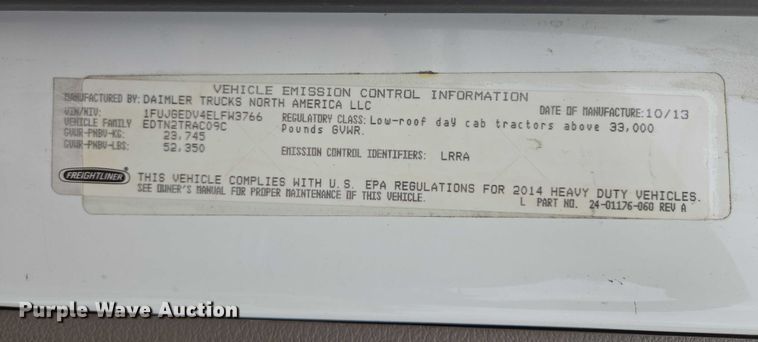 VEHICLE EMISSION CONTROL INFORMATION
MANUFACTURED BY: DAIMLER TRUCKS NORTH AMERICA LLC
DATE OF MANUFACTURE: 10/13
VIN/NIV: 1FUJGEDV4ELFW3766
REGULATORY CLASS: Low-roof day cab tractors above 33,000
VEHICLE FAMILY EDTN2TRAC09C
Pounds GVWR.
GVWR-PNBV-KG: 23,745
GVWR-PNBV-LBS: 52,350
EMISSION CONTROL IDENTIFIERS: LRRA
FREIGHTLINER
THIS VEHICLE COMPLIES WITH U.S. EPA REGULATIONS FOR 2014 HEAVY DUTY VEHICLES.
SEE OWNER'S MANUAL FOR PROPER MAINTENANCE OF THIS VEHICLE.
L PART NO. 24-01176-060 REV A
Purple Wave Auction